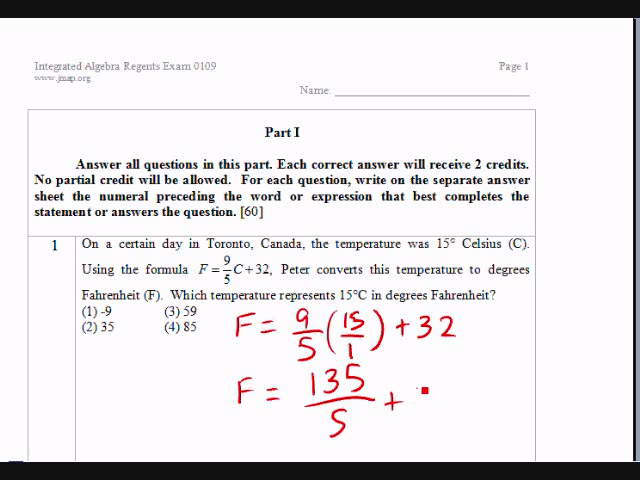 Integrated Algebra Regents Exam 0109 Page 1
www.jmap.org
Name: ____________________
Part I
Answer all questions in this part. Each correct answer will receive 2 credits.
No partial credit will be allowed. For each question, write on the separate answer
sheet the numeral preceding the word or expression that best completes the
statement or answers the question. [60]
1 On a certain day in Toronto, Canada, the temperature was 15° Celsius (C).
Using the formula F = 9/5 C + 32, Peter converts this temperature to degrees
Fahrenheit (F). Which temperature represents 15°C in degrees Fahrenheit?
(1) -9 (3) 59
(2) 35 (4) 85
F = 9/5 (15/1) + 32
F = 135/5 +